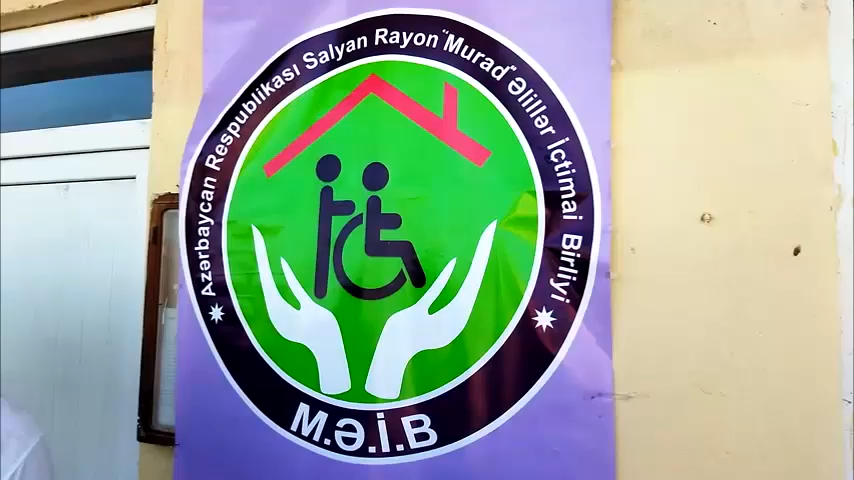 Azərbaycan Respublikası Salyan Rayon "Murad" Əlillər İctimai Birliyi
M.Ə.İ.B